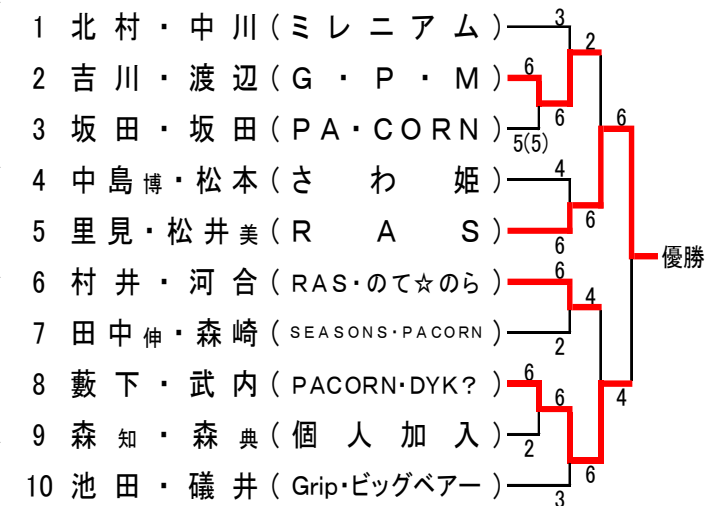 1 北村・中川(ミレニアム)
2 吉川・渡辺(G・P・M)
3 坂田・坂田(PA・CORN)
4 中島博・松本(さわ姫)
5 里見・松井美(RAS)
6 村井・河合(RAS・のて☆のら)
7 田中伸・森崎(SEASONS・PACORN)
8 藪下・武内(PACORN・DYK?)
9 森知・森典(個人加入)
10 池田・礒井(Grip・ビッグベアー)
3
2
6
6
5(5)
6
4
6
6
6
優勝
6
4
2
6
6
4
2
6
3